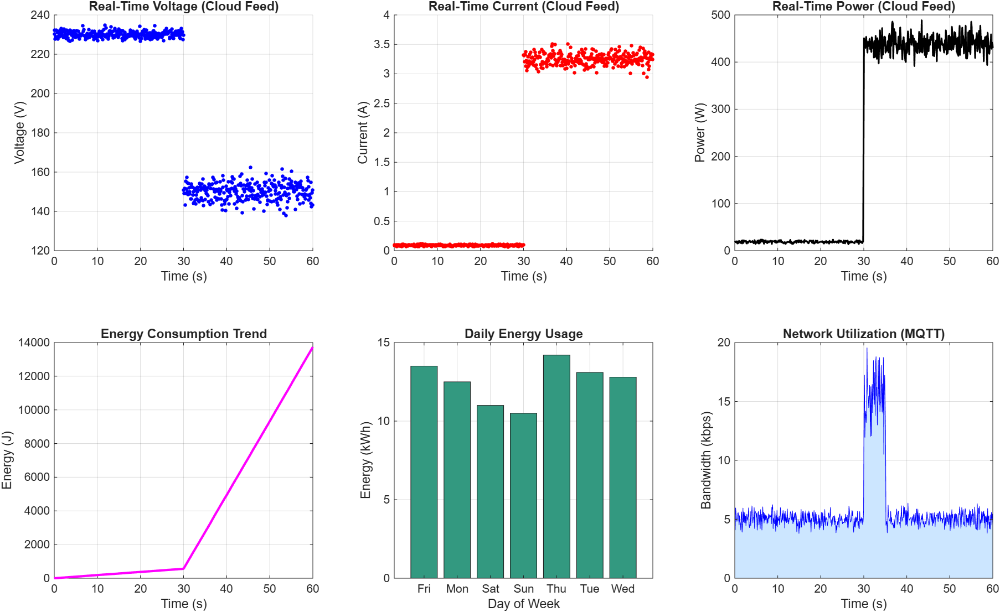 Real-Time Voltage (Cloud Feed)
240
220
200
180
160
140
120
Voltage (V)
0 10 20 30 40 50 60
Time (s)
Real-Time Current (Cloud Feed)
4
3.5
3
2.5
2
1.5
1
0.5
0
Current (A)
0 10 20 30 40 50 60
Time (s)
Real-Time Power (Cloud Feed)
500
400
300
200
100
0
Power (W)
0 10 20 30 40 50 60
Time (s)
Energy Consumption Trend
14000
12000
10000
8000
6000
4000
2000
0
Energy (J)
0 10 20 30 40 50 60
Time (s)
Daily Energy Usage
15
10
5
0
Energy (kWh)
Fri Mon Sat Sun Thu Tue Wed
Day of Week
Network Utilization (MQTT)
20
15
10
5
0
Bandwidth (kbps)
0 10 20 30 40 50 60
Time (s)